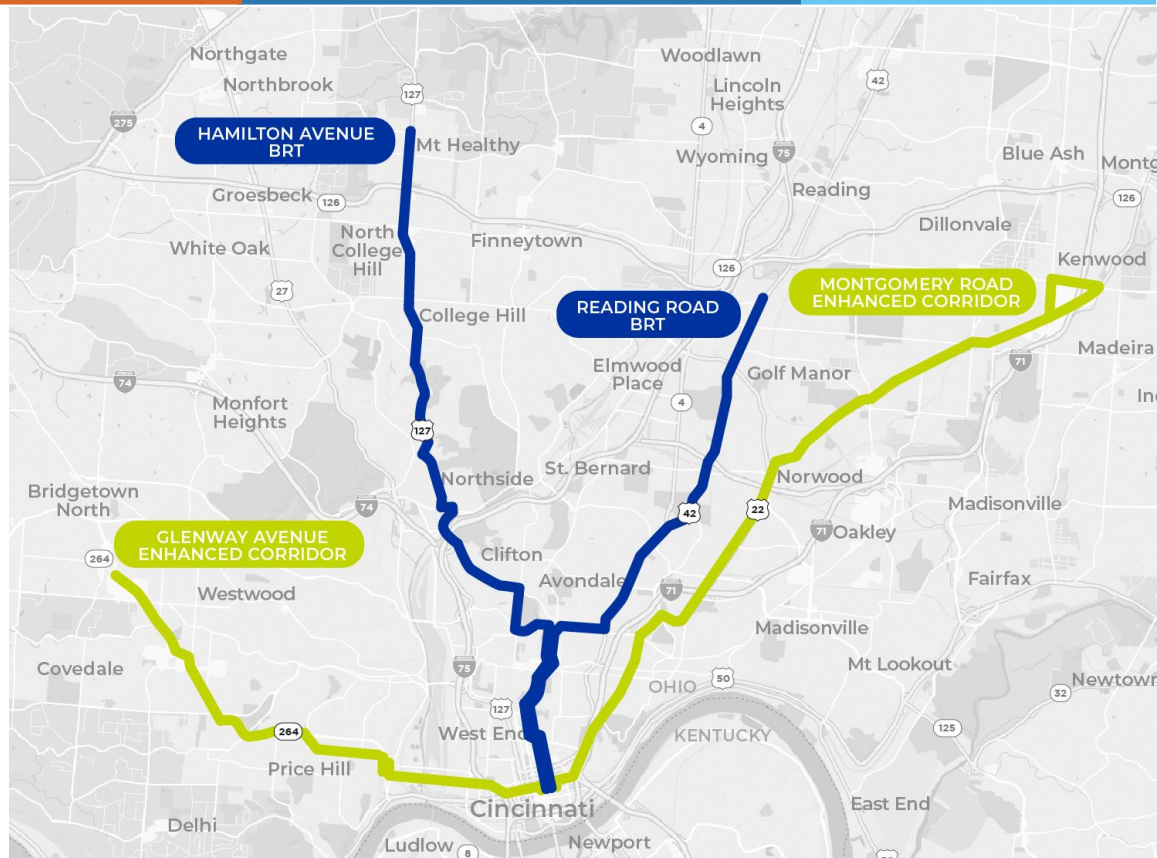 Northgate
Northbrook
127
275
HAMILTON AVENUE
BRT
Mt Healthy
Groesbeck
126
White Oak
North
College
Hill
Finneytown
27
College Hill
Woodlawn
Lincoln
Heights
42
4
Wyoming
75
Reading
Blue Ash
Montg
126
Dillonvale
Kenwood
126
READING ROAD
BRT
MONTGOMERY ROAD
ENHANCED CORRIDOR
Madeira
71
Elmwood
Place
Golf Manor
4
In
74
Monfort
Heights
127
Northside
St. Bernard
Norwood
Madisonville
22
42
Bridgetown
North
74
GLENWAY AVENUE
ENHANCED CORRIDOR
264
Westwood
Clifton
Avondale
71
71
Oakley
Fairfax
Madisonville
Mt Lookout
Covedale
75
OHIO
50
Newtown
32
127
West End
KENTUCKY
125
264
Price Hill
Cincinnati
East End
Delhi
Ludlow
8
Newport